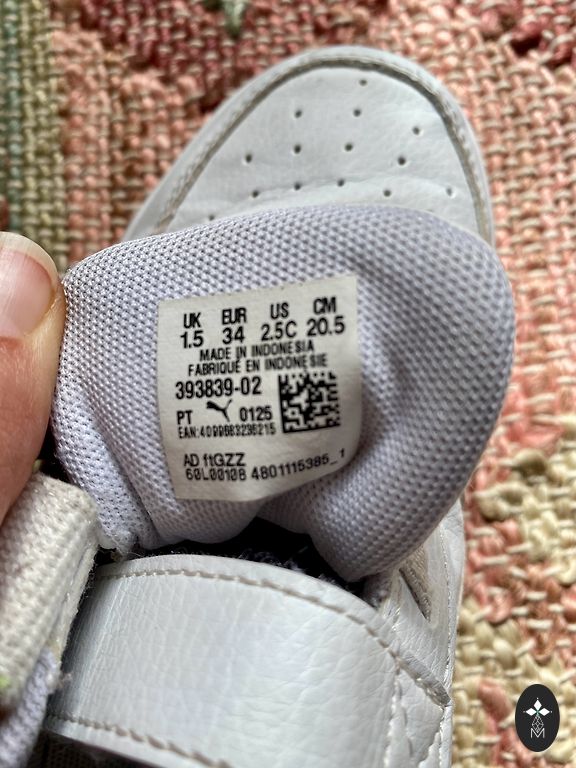 UK EUR US CM
1.5 34 2.5C 20.5
MADE IN INDONESIA
FABRIQUÉ EN INDONÉSIE
393839-02
PT 0125
EAN:4099683236215
AD ftGZZ
60L00108 4801115385_1
M